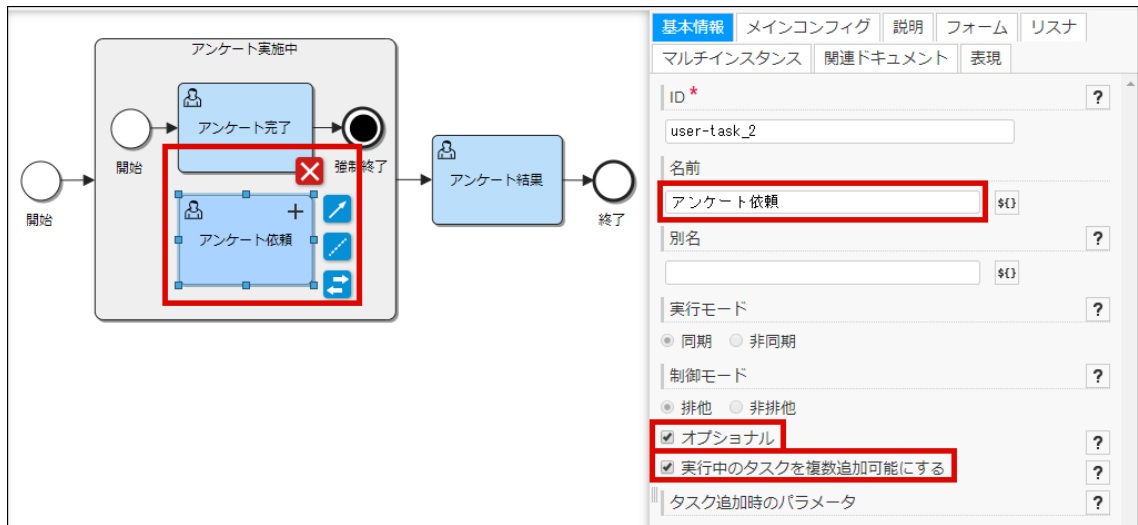 アンケート実施中
アンケート完了
開始
強制終了
アンケート依頼
開始
アンケート結果
終了
基本情報 メインコンフィグ 説明 フォーム リスナ
マルチインスタンス 関連ドキュメント 表現
ID * ?
user-task_2
名前
アンケート依頼 ${}
別名 ?
${}
実行モード ?
同期 非同期
制御モード ?
排他 非排他
オプショナル ?
実行中のタスクを複数追加可能にする ?
タスク追加時のパラメータ ?